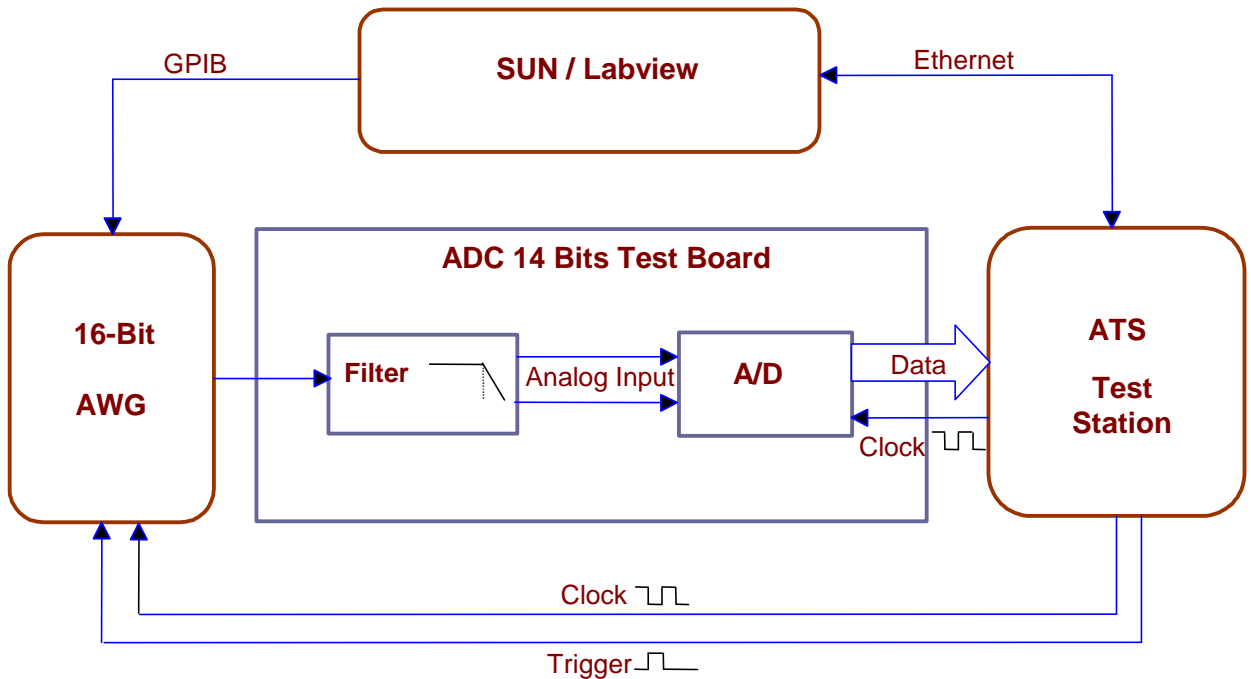 SUN / Labview
GPIB
Ethernet
ADC 14 Bits Test Board
16-Bit
AWG
Filter
Analog Input
A/D
Data
Clock
ATS
Test
Station
Clock
Trigger